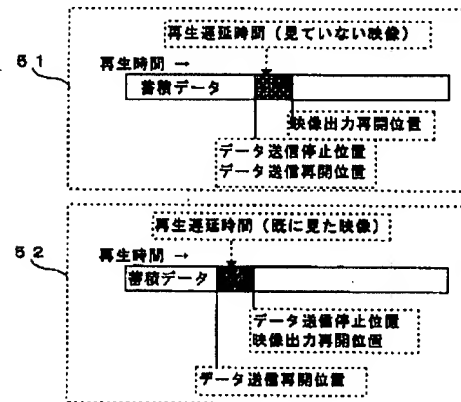 再生遅延時間（見ていない映像）
51
再生時間 →
蓄積データ
映像出力再開位置
データ送信停止位置
データ送信再開位置
再生遅延時間（既に見た映像）
52
再生時間 →
蓄積データ
データ送信停止位置
映像出力再開位置
データ送信再開位置